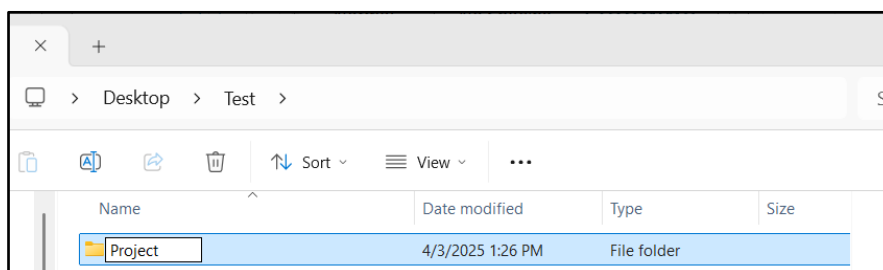 Desktop > Test >
Sort View
Name Date modified Type Size
Project 4/3/2025 1:26 PM File folder